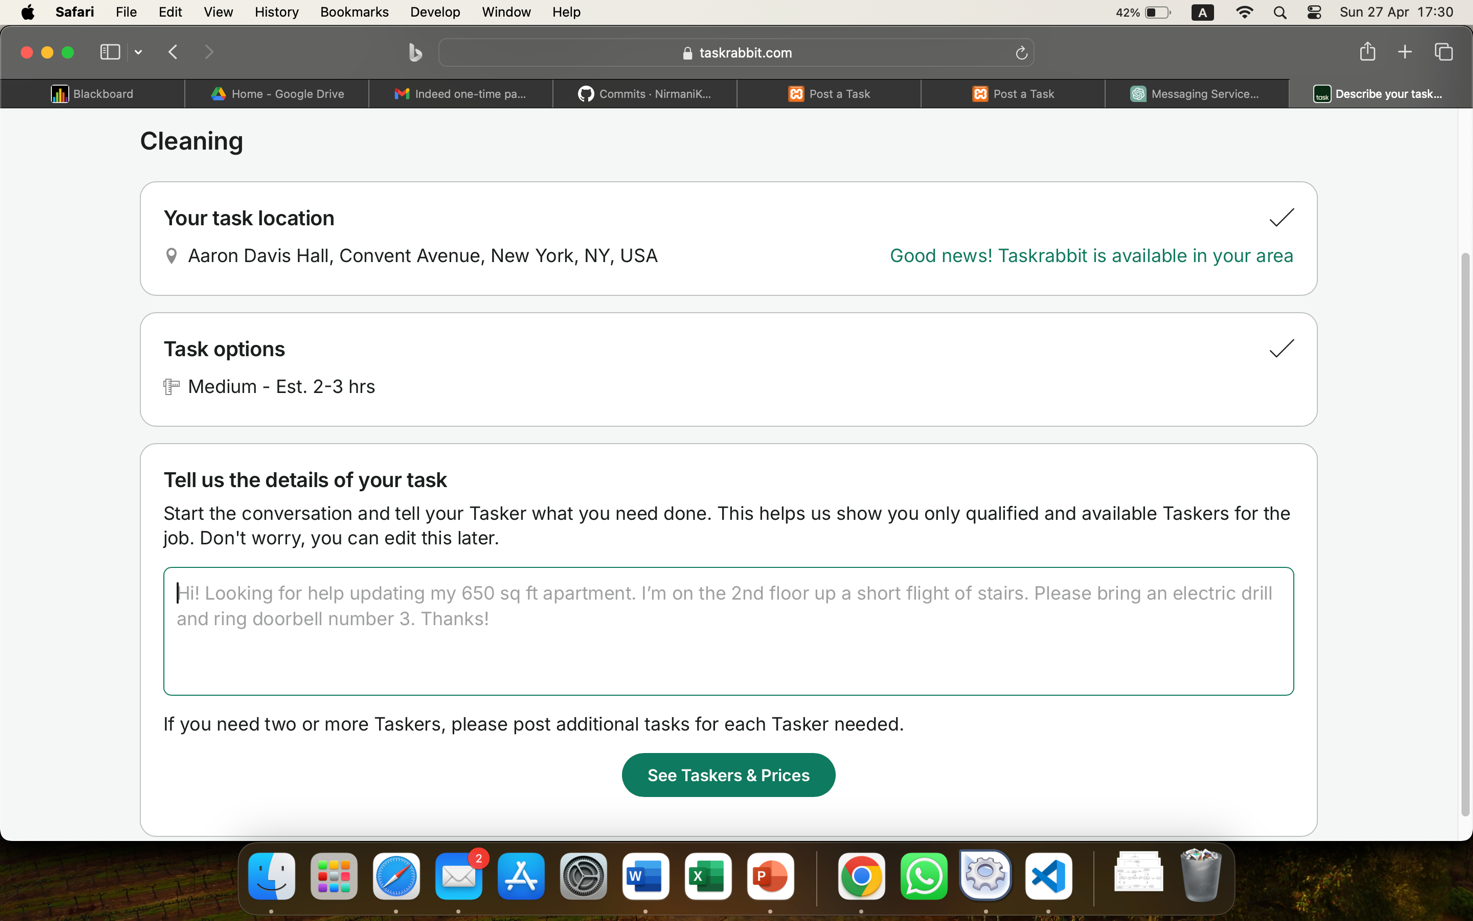 Safari File Edit View History Bookmarks Develop Window Help 42% A Sun 27 Apr 17:30
taskrabbit.com
Blackboard Home - Google Drive Indeed one-time pa... Commits · NirmaniK... Post a Task Post a Task Messaging Service... task Describe your task...
Cleaning
Your task location
Aaron Davis Hall, Convent Avenue, New York, NY, USA Good news! Taskrabbit is available in your area
Task options
Medium - Est. 2-3 hrs
Tell us the details of your task
Start the conversation and tell your Tasker what you need done. This helps us show you only qualified and available Taskers for the
job. Don't worry, you can edit this later.
Hi! Looking for help updating my 650 sq ft apartment. I’m on the 2nd floor up a short flight of stairs. Please bring an electric drill
and ring doorbell number 3. Thanks!
If you need two or more Taskers, please post additional tasks for each Tasker needed.
See Taskers & Prices
2
W X P